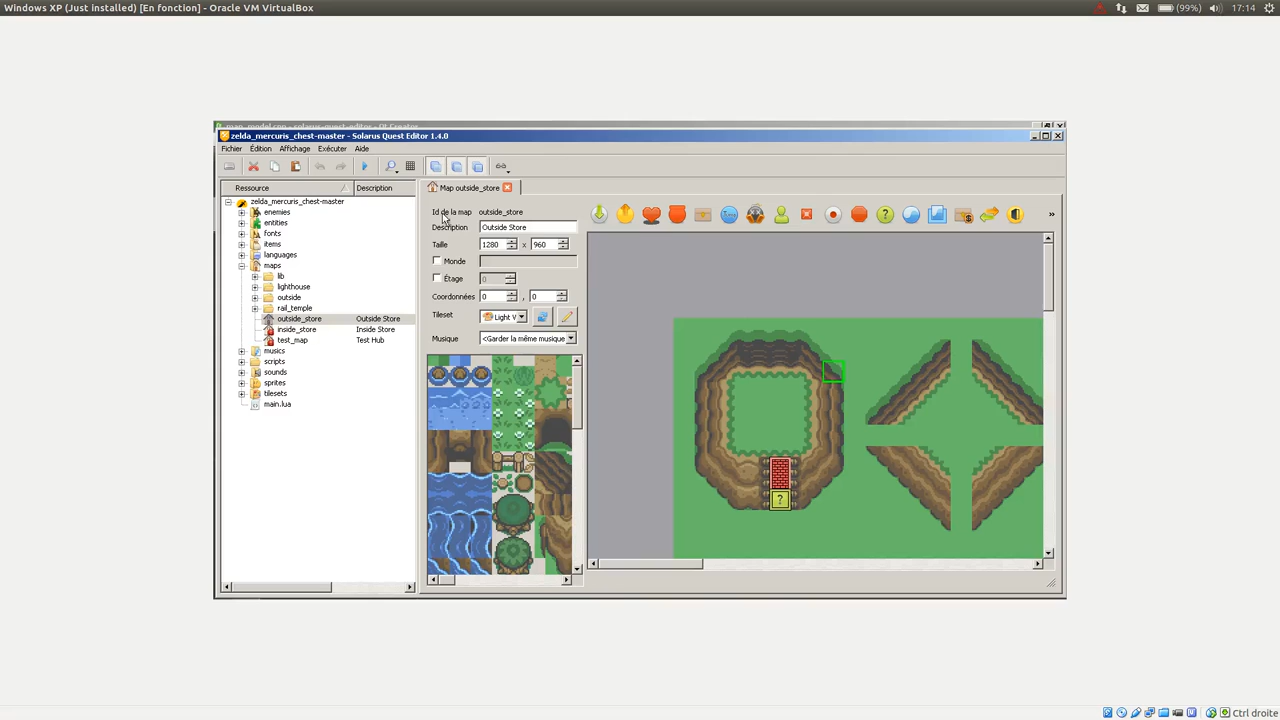 Windows XP (Just installed) [En fonction] - Oracle VM VirtualBox
(99%)
17:14
zelda_mercuris_chest-master - Solarus Quest Editor 1.4.0
Fichier Édition Affichage Exécuter Aide
Ressource
Description
zelda_mercuris_chest-master
enemies
entities
fonts
items
languages
maps
lib
lighthouse
outside
rail_temple
outside_store Outside Store
inside_store Inside Store
test_map Test Hub
musics
scripts
sounds
sprites
tilesets
main.lua
Map outside_store
Id de la map outside_store
Description Outside Store
Taille 1280 x 960
Monde
Étage 0
Coordonnées 0 , 0
Tileset Light
Musique <Garder la même musique
?
?
Ctrl droite